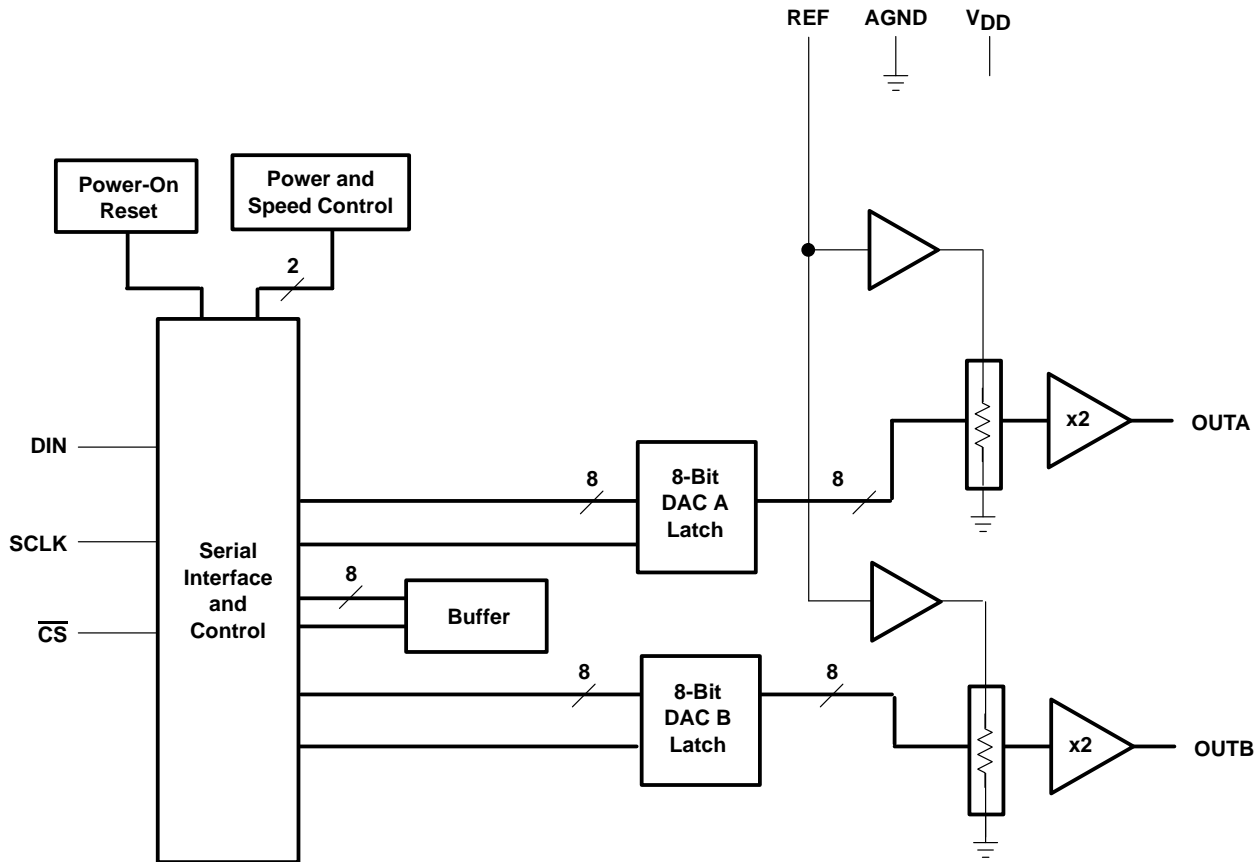 REF AGND VDD
Power-On
Reset
Power and
Speed Control
2
x2
OUTA
DIN
8
8-Bit
DAC A
Latch
8
SCLK
Serial
Interface
and
Control
8
Buffer
CS
8
8-Bit
DAC B
Latch
8
x2
OUTB